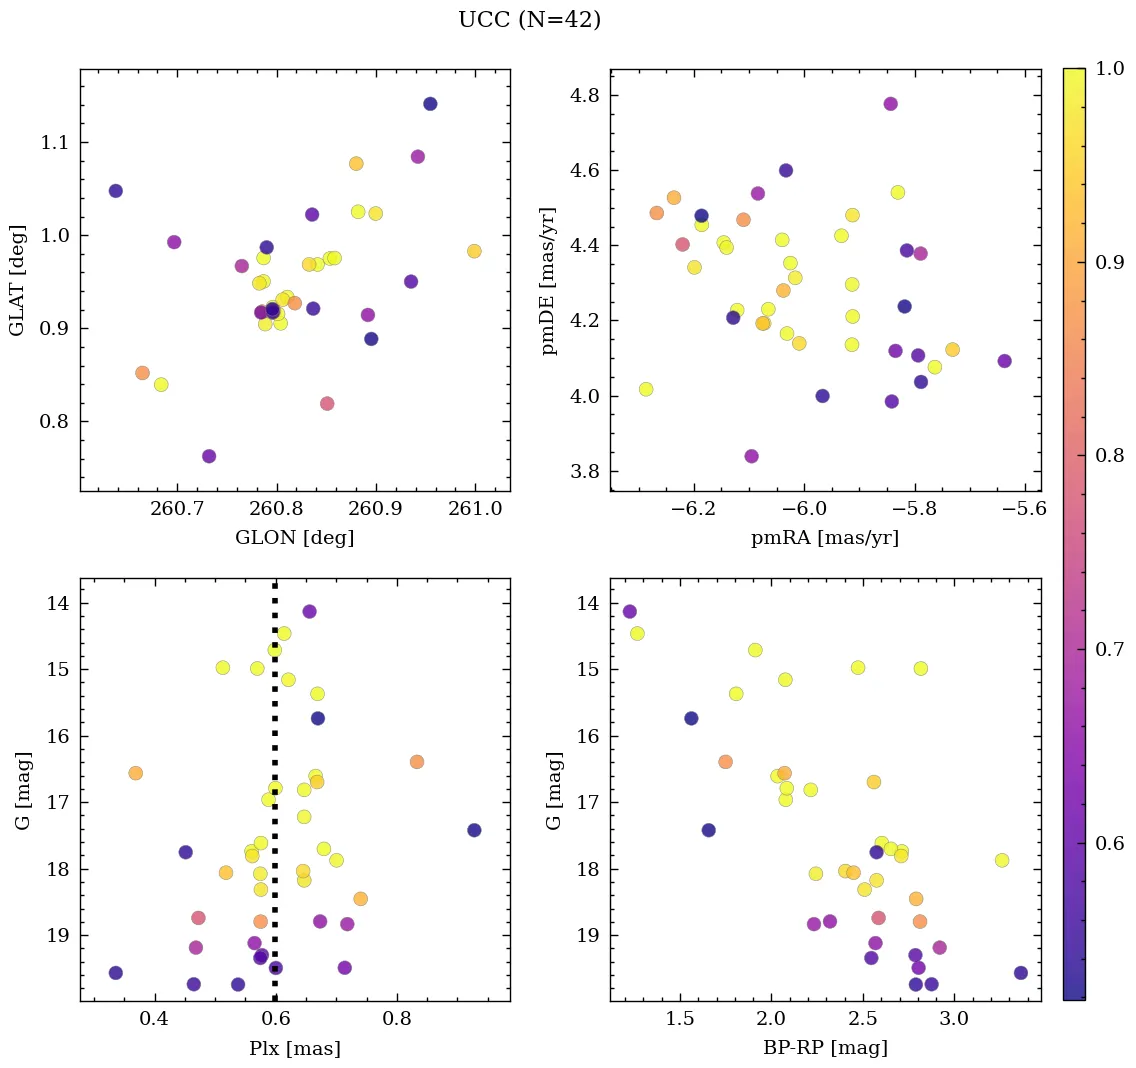 UCC (N=42)
1.1
1.0
0.9
0.8
GLAT [deg]
260.7 260.8 260.9 261.0
GLON [deg]
4.8
4.6
4.4
4.2
4.0
3.8
pmDE [mas/yr]
−6.2 −6.0 −5.8 −5.6
pmRA [mas/yr]
14
15
16
17
18
19
G [mag]
0.4 0.6 0.8
Plx [mas]
14
15
16
17
18
19
G [mag]
1.5 2.0 2.5 3.0
BP-RP [mag]
1.0
0.9
0.8
0.7
0.6